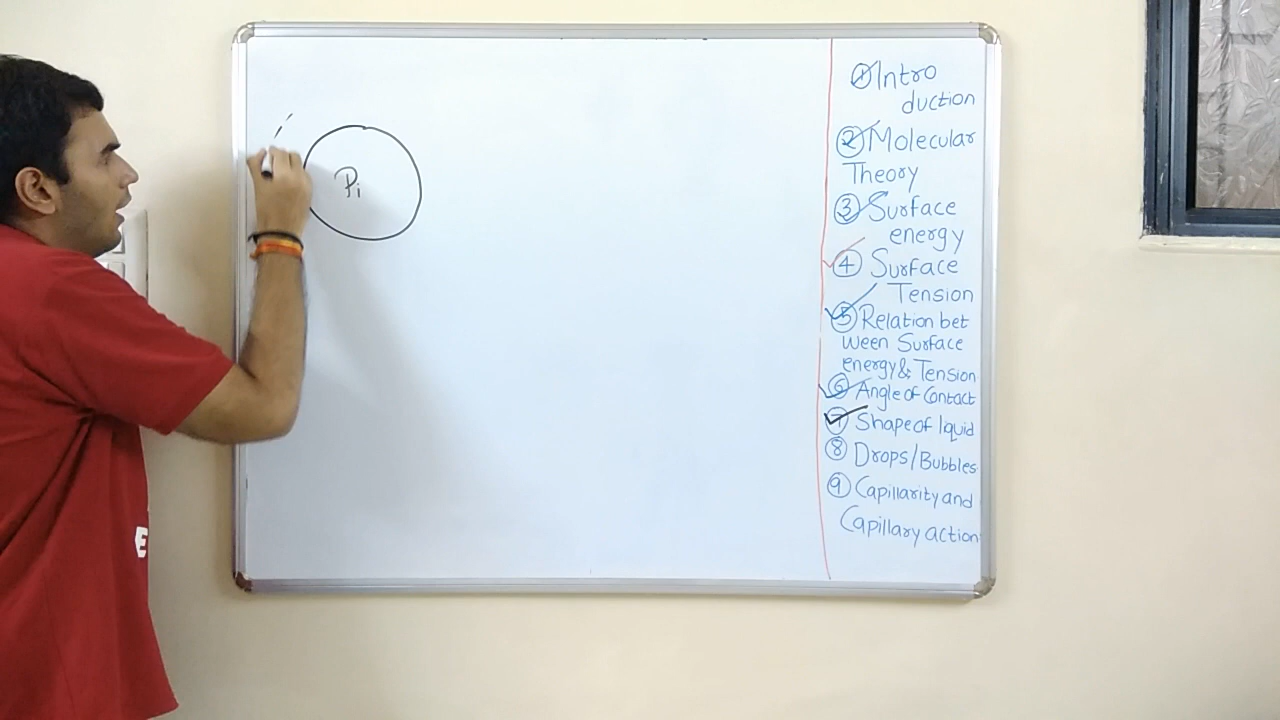 Pi
① Intro
duction
② Molecular
Theory
③ Surface
energy
④ Surface
Tension
⑤ Relation bet
ween Surface
energy & Tension
⑥ Angle of Contact
⑦ Shape of liquid
⑧ Drops/Bubbles
⑨ Capillarity and
Capillary action
E